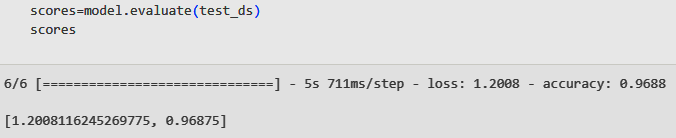 scores=model.evaluate(test_ds)
scores
6/6 [==============================] - 5s 711ms/step - loss: 1.2008 - accuracy: 0.9688
[1.2008116245269775, 0.96875]